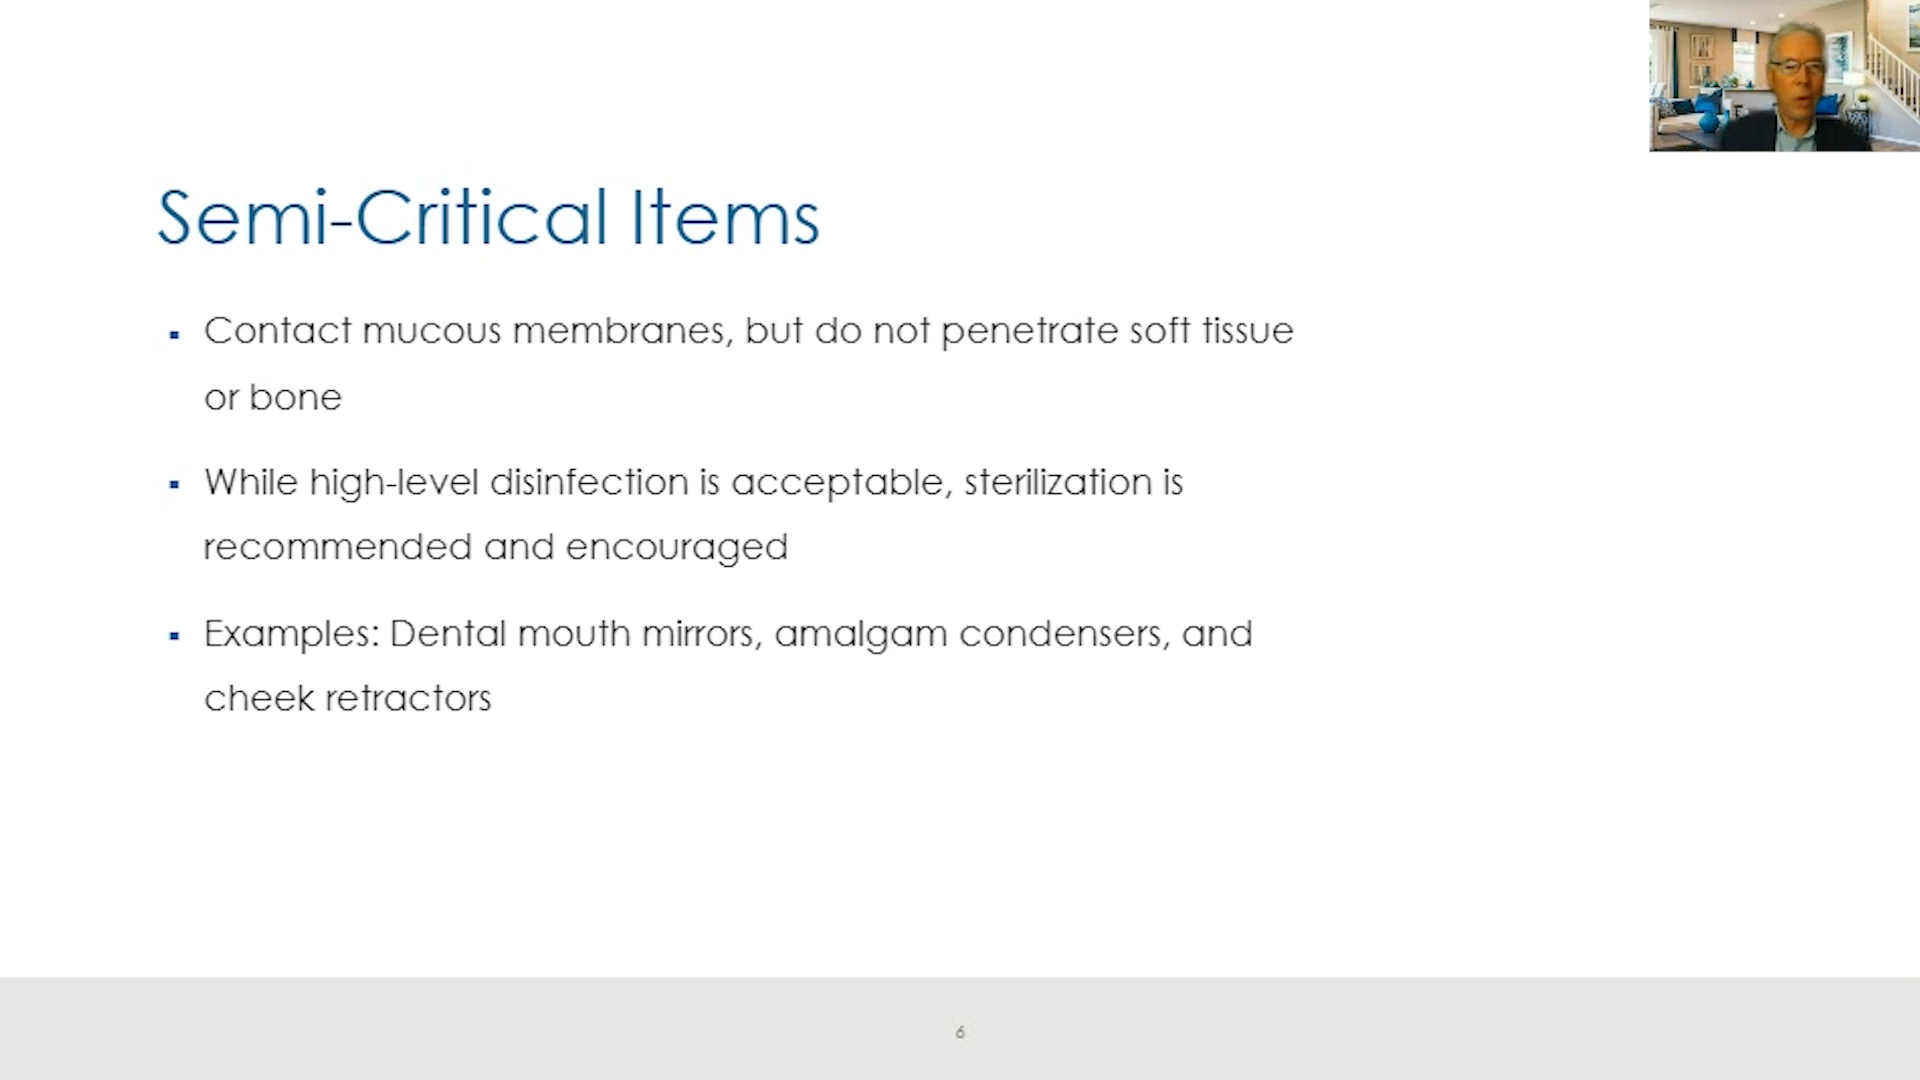 Semi-Critical Items
▪ Contact mucous membranes, but do not penetrate soft tissue
or bone
▪ While high-level disinfection is acceptable, sterilization is
recommended and encouraged
▪ Examples: Dental mouth mirrors, amalgam condensers, and
cheek retractors
6